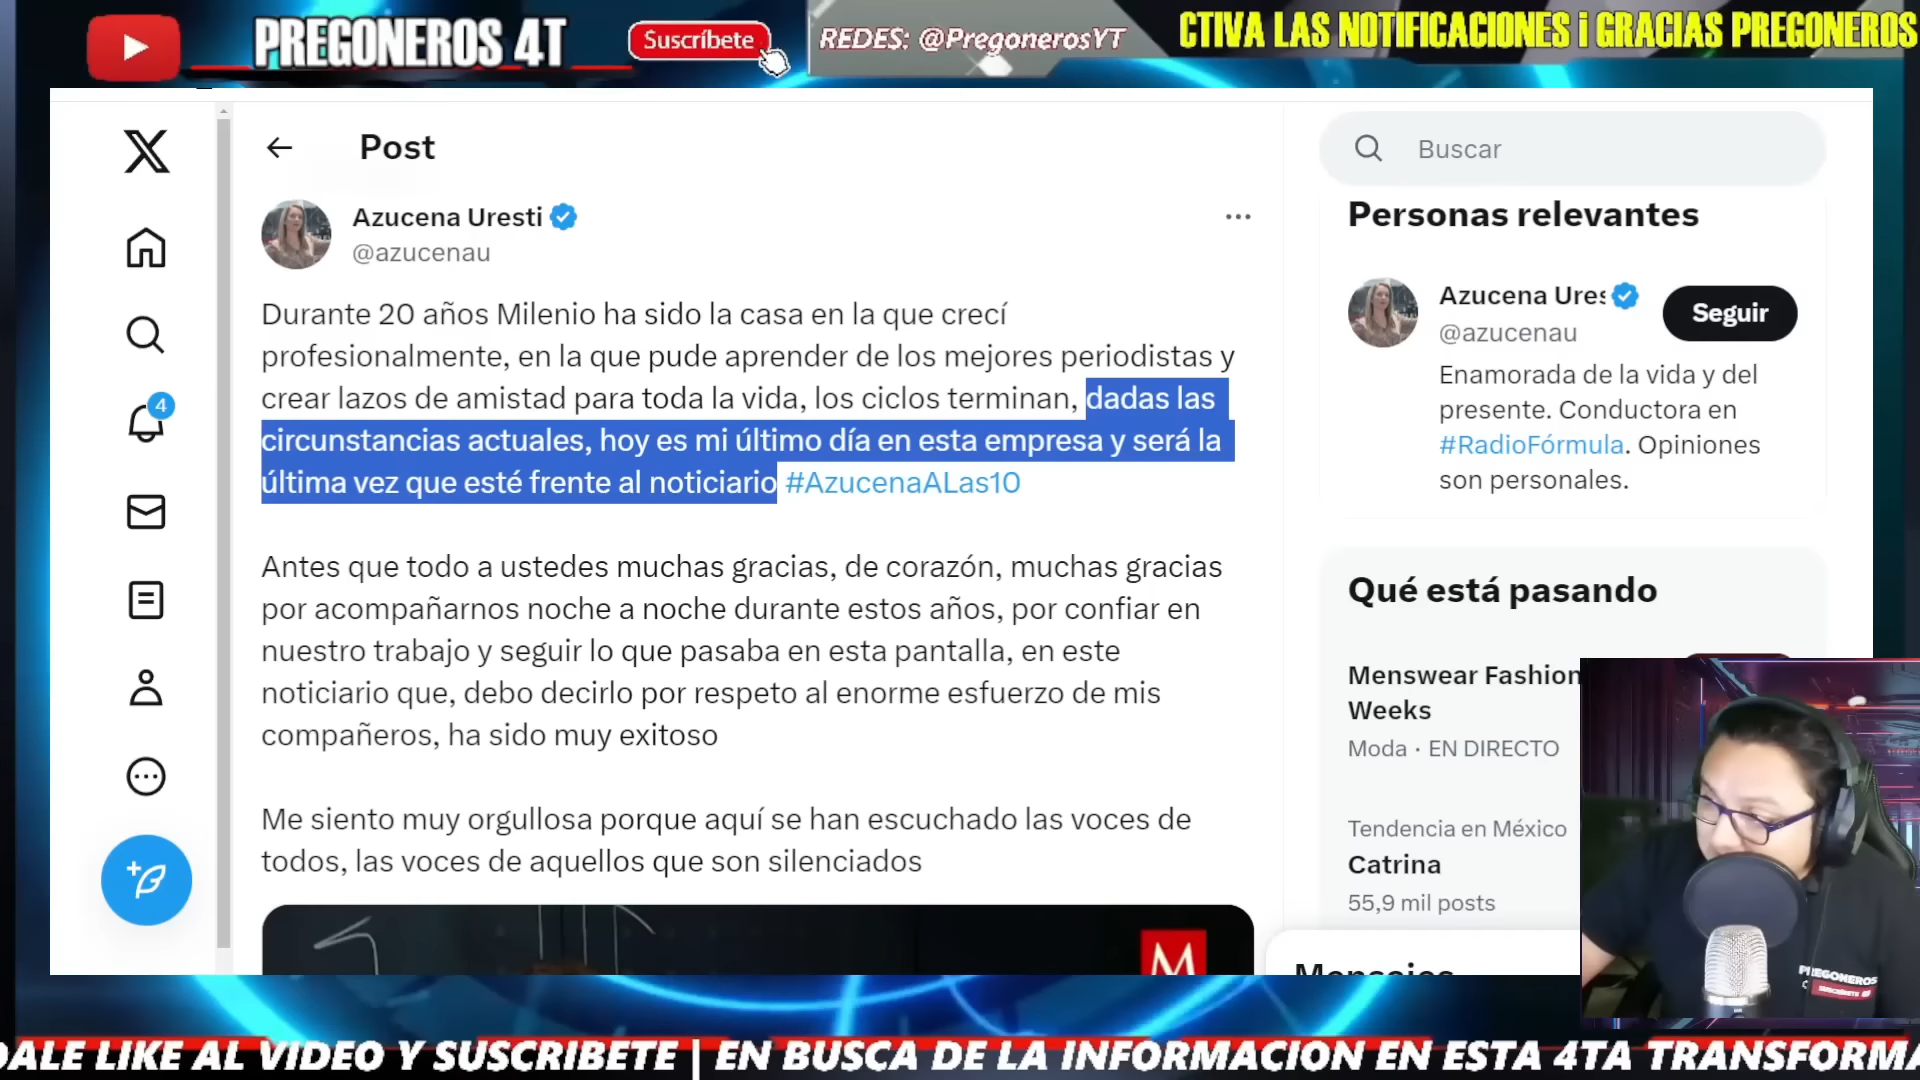 PREGONEROS 4T
Suscríbete
REDES: @PregonerosYT
CTIVA LAS NOTIFICACIONES ¡ GRACIAS PREGONEROS
Post
Azucena Uresti
@azucenau
Durante 20 años Milenio ha sido la casa en la que crecí
profesionalmente, en la que pude aprender de los mejores periodistas y
crear lazos de amistad para toda la vida, los ciclos terminan, dadas las
circunstancias actuales, hoy es mi último día en esta empresa y será la
última vez que esté frente al noticiario #AzucenaALas10
Antes que todo a ustedes muchas gracias, de corazón, muchas gracias
por acompañarnos noche a noche durante estos años, por confiar en
nuestro trabajo y seguir lo que pasaba en esta pantalla, en este
noticiario que, debo decirlo por respeto al enorme esfuerzo de mis
compañeros, ha sido muy exitoso
Me siento muy orgullosa porque aquí se han escuchado las voces de
todos, las voces de aquellos que son silenciados
M
4
Buscar
Personas relevantes
Azucena Ures
@azucenau
Seguir
Enamorada de la vida y del
presente. Conductora en
#RadioFórmula. Opiniones
son personales.
Qué está pasando
Menswear Fashion
Weeks
Moda · EN DIRECTO
Tendencia en México
Catrina
55,9 mil posts
Mensajes
PREGONEROS
DALE LIKE AL VIDEO Y SUSCRIBETE | EN BUSCA DE LA INFORMACION EN ESTA 4TA TRANSFORMA